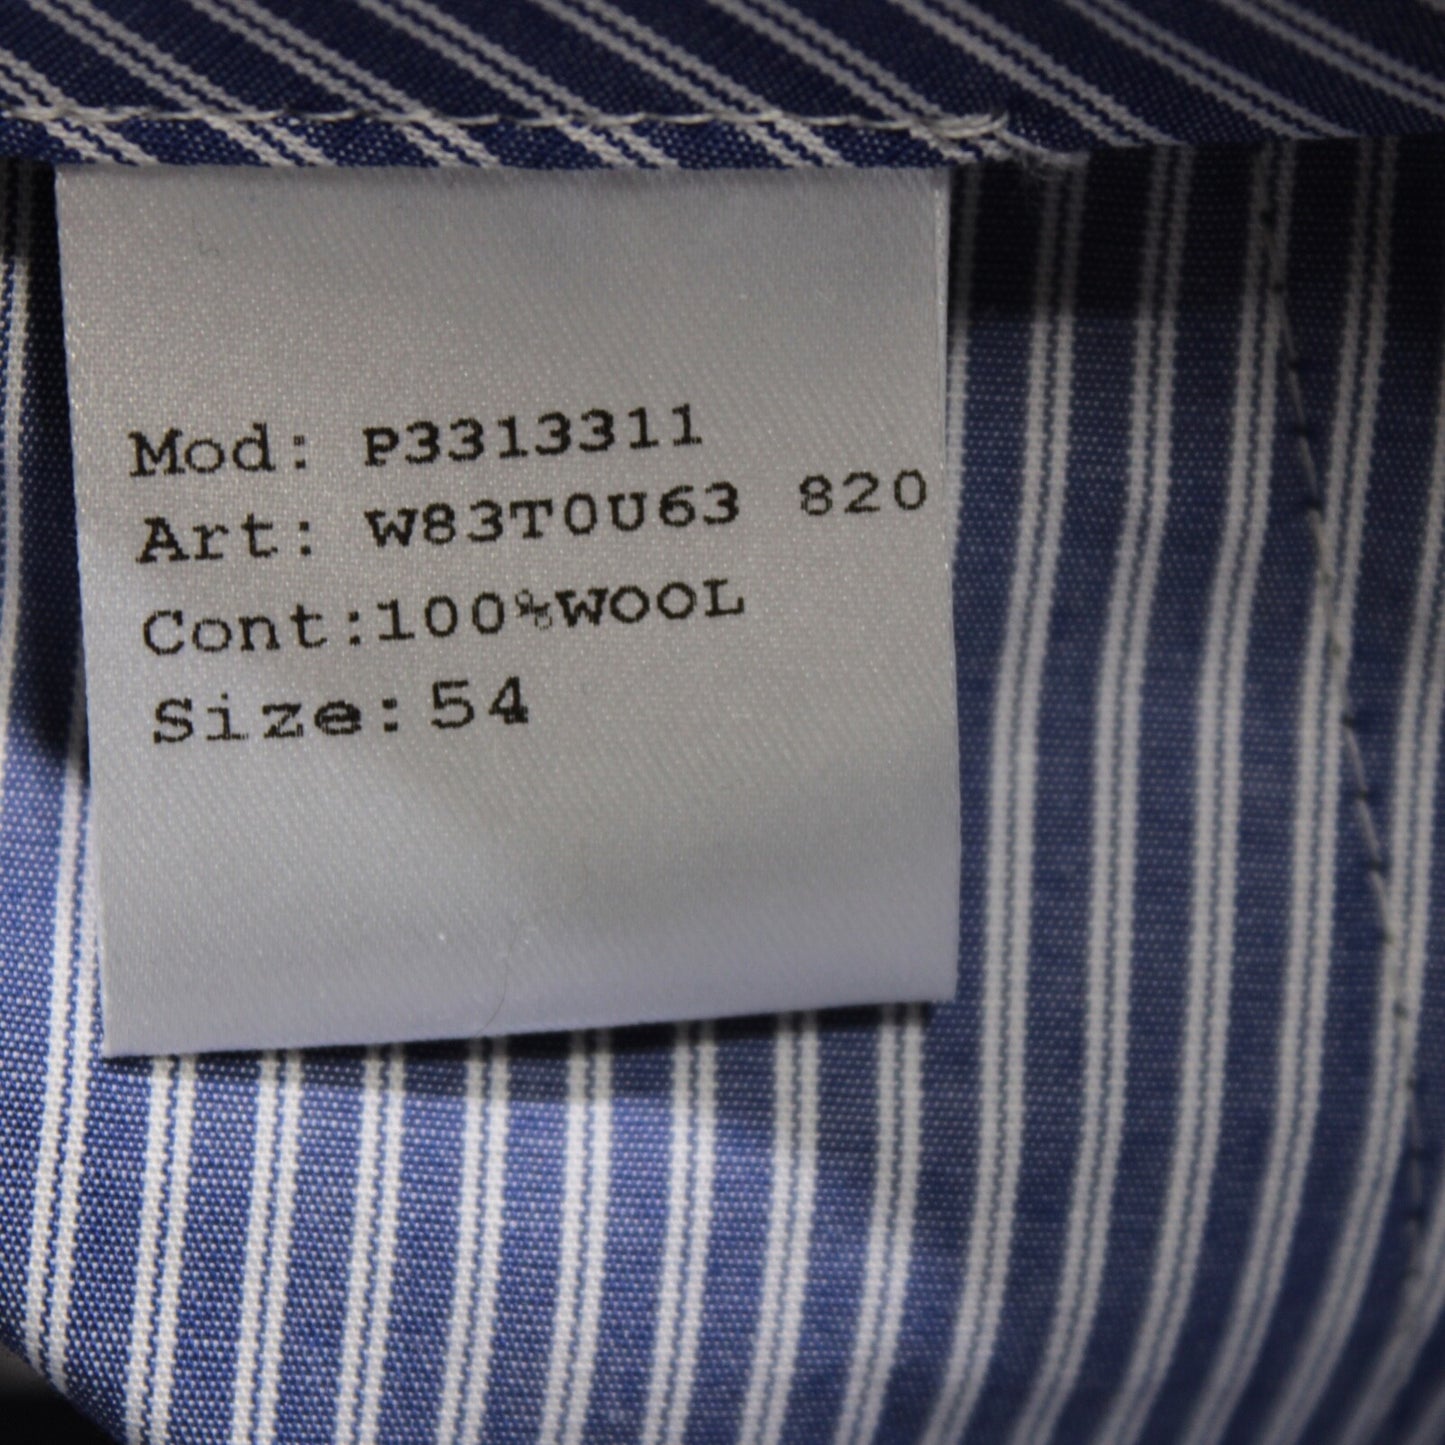 Mod: P3313311
Art: W83T0U63 820
Cont:100%WOOL
Size:54